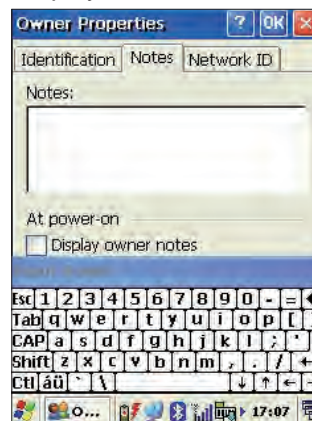 Owner Properties ? OK ×
Identification Notes Network ID
Notes:
At power-on
Display owner notes
Esc 1 2 3 4 5 6 7 8 9 0 - =
Tab q w e r t y u i o p [
CAP a s d f g h j k l ; '
Shift z x c v b n m , . /
Ctl áü ` \ ↓ ↑ ←
O... 17:07